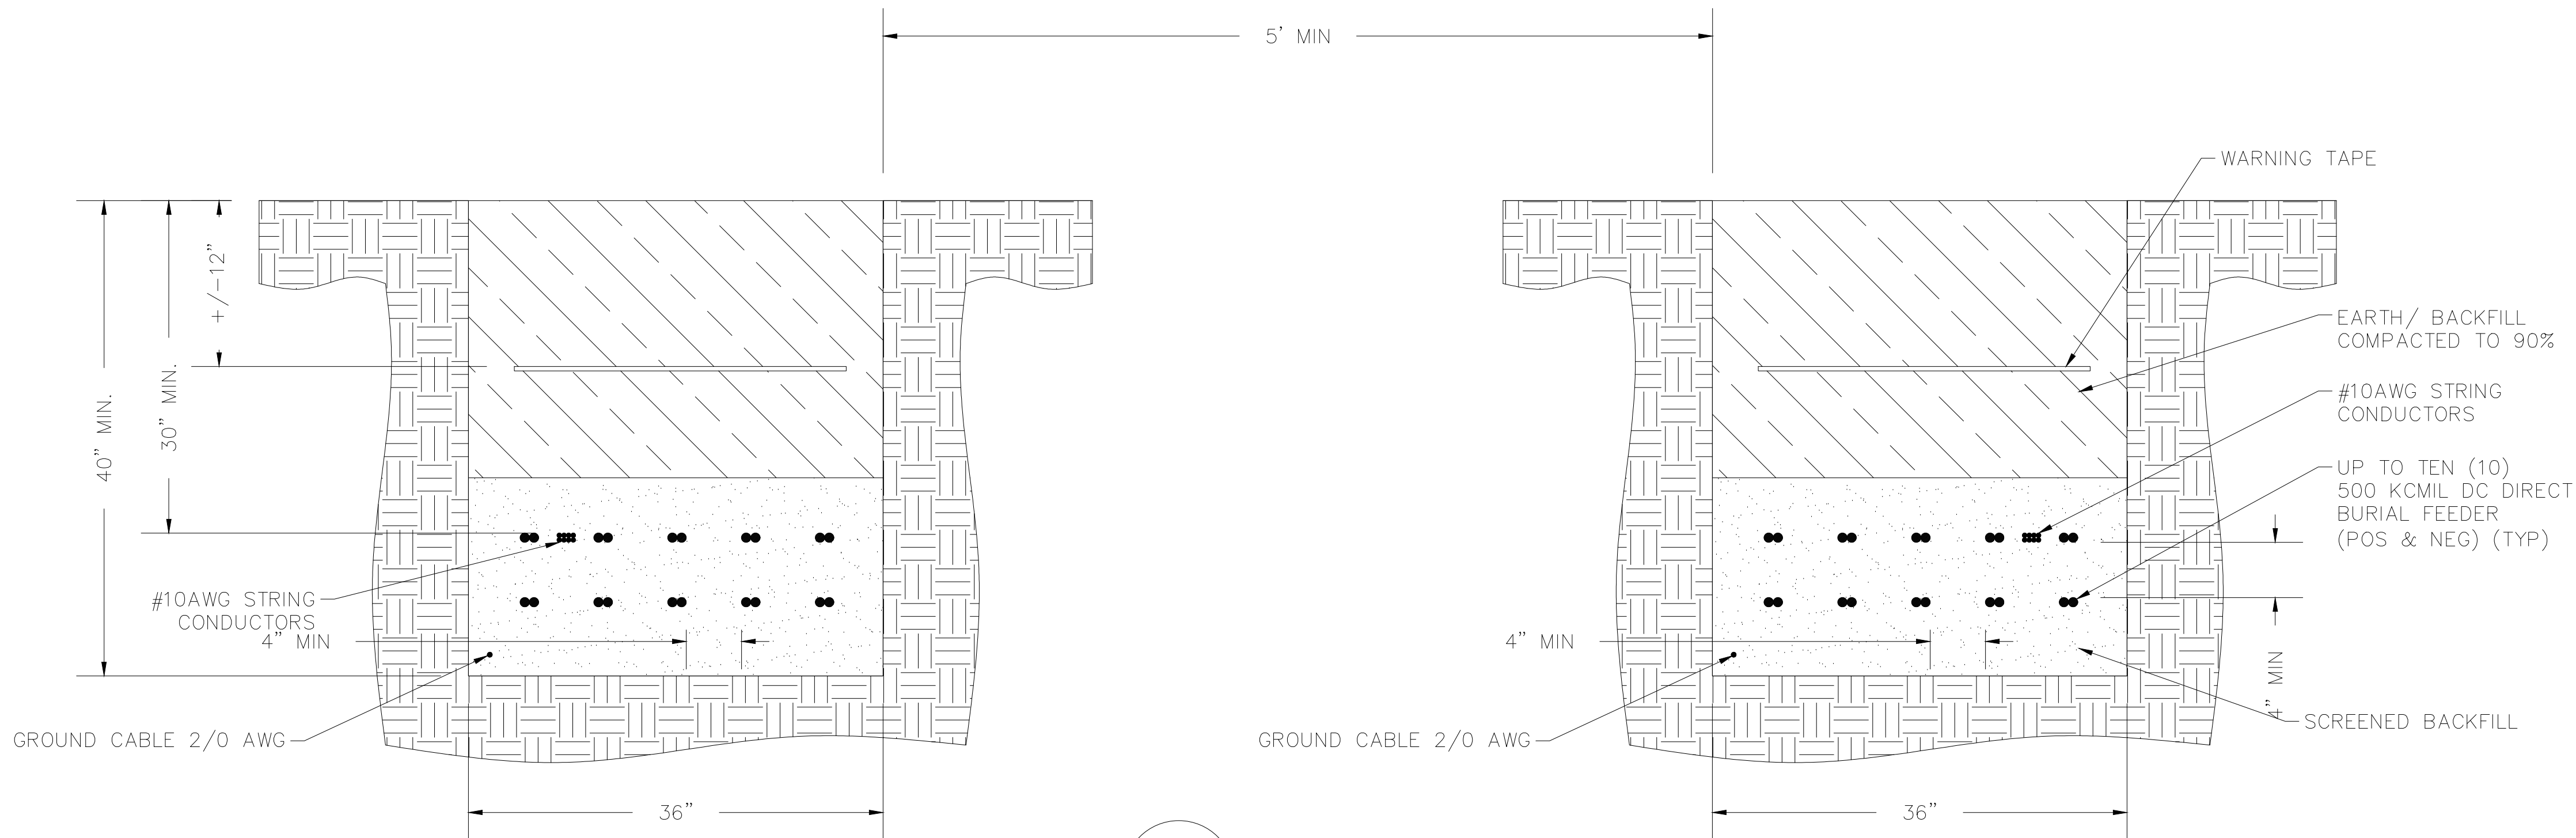 5' MIN
WARNING TAPE
+/-12"
30" MIN.
40" MIN.
EARTH/ BACKFILL
COMPACTED TO 90%
#10AWG STRING
CONDUCTORS
UP TO TEN (10)
500 KCMIL DC DIRECT
BURIAL FEEDER
(POS & NEG) (TYP)
#10AWG STRING
CONDUCTORS
4" MIN
4" MIN
4" MIN
GROUND CABLE 2/0 AWG
GROUND CABLE 2/0 AWG
SCREENED BACKFILL
36"
36"